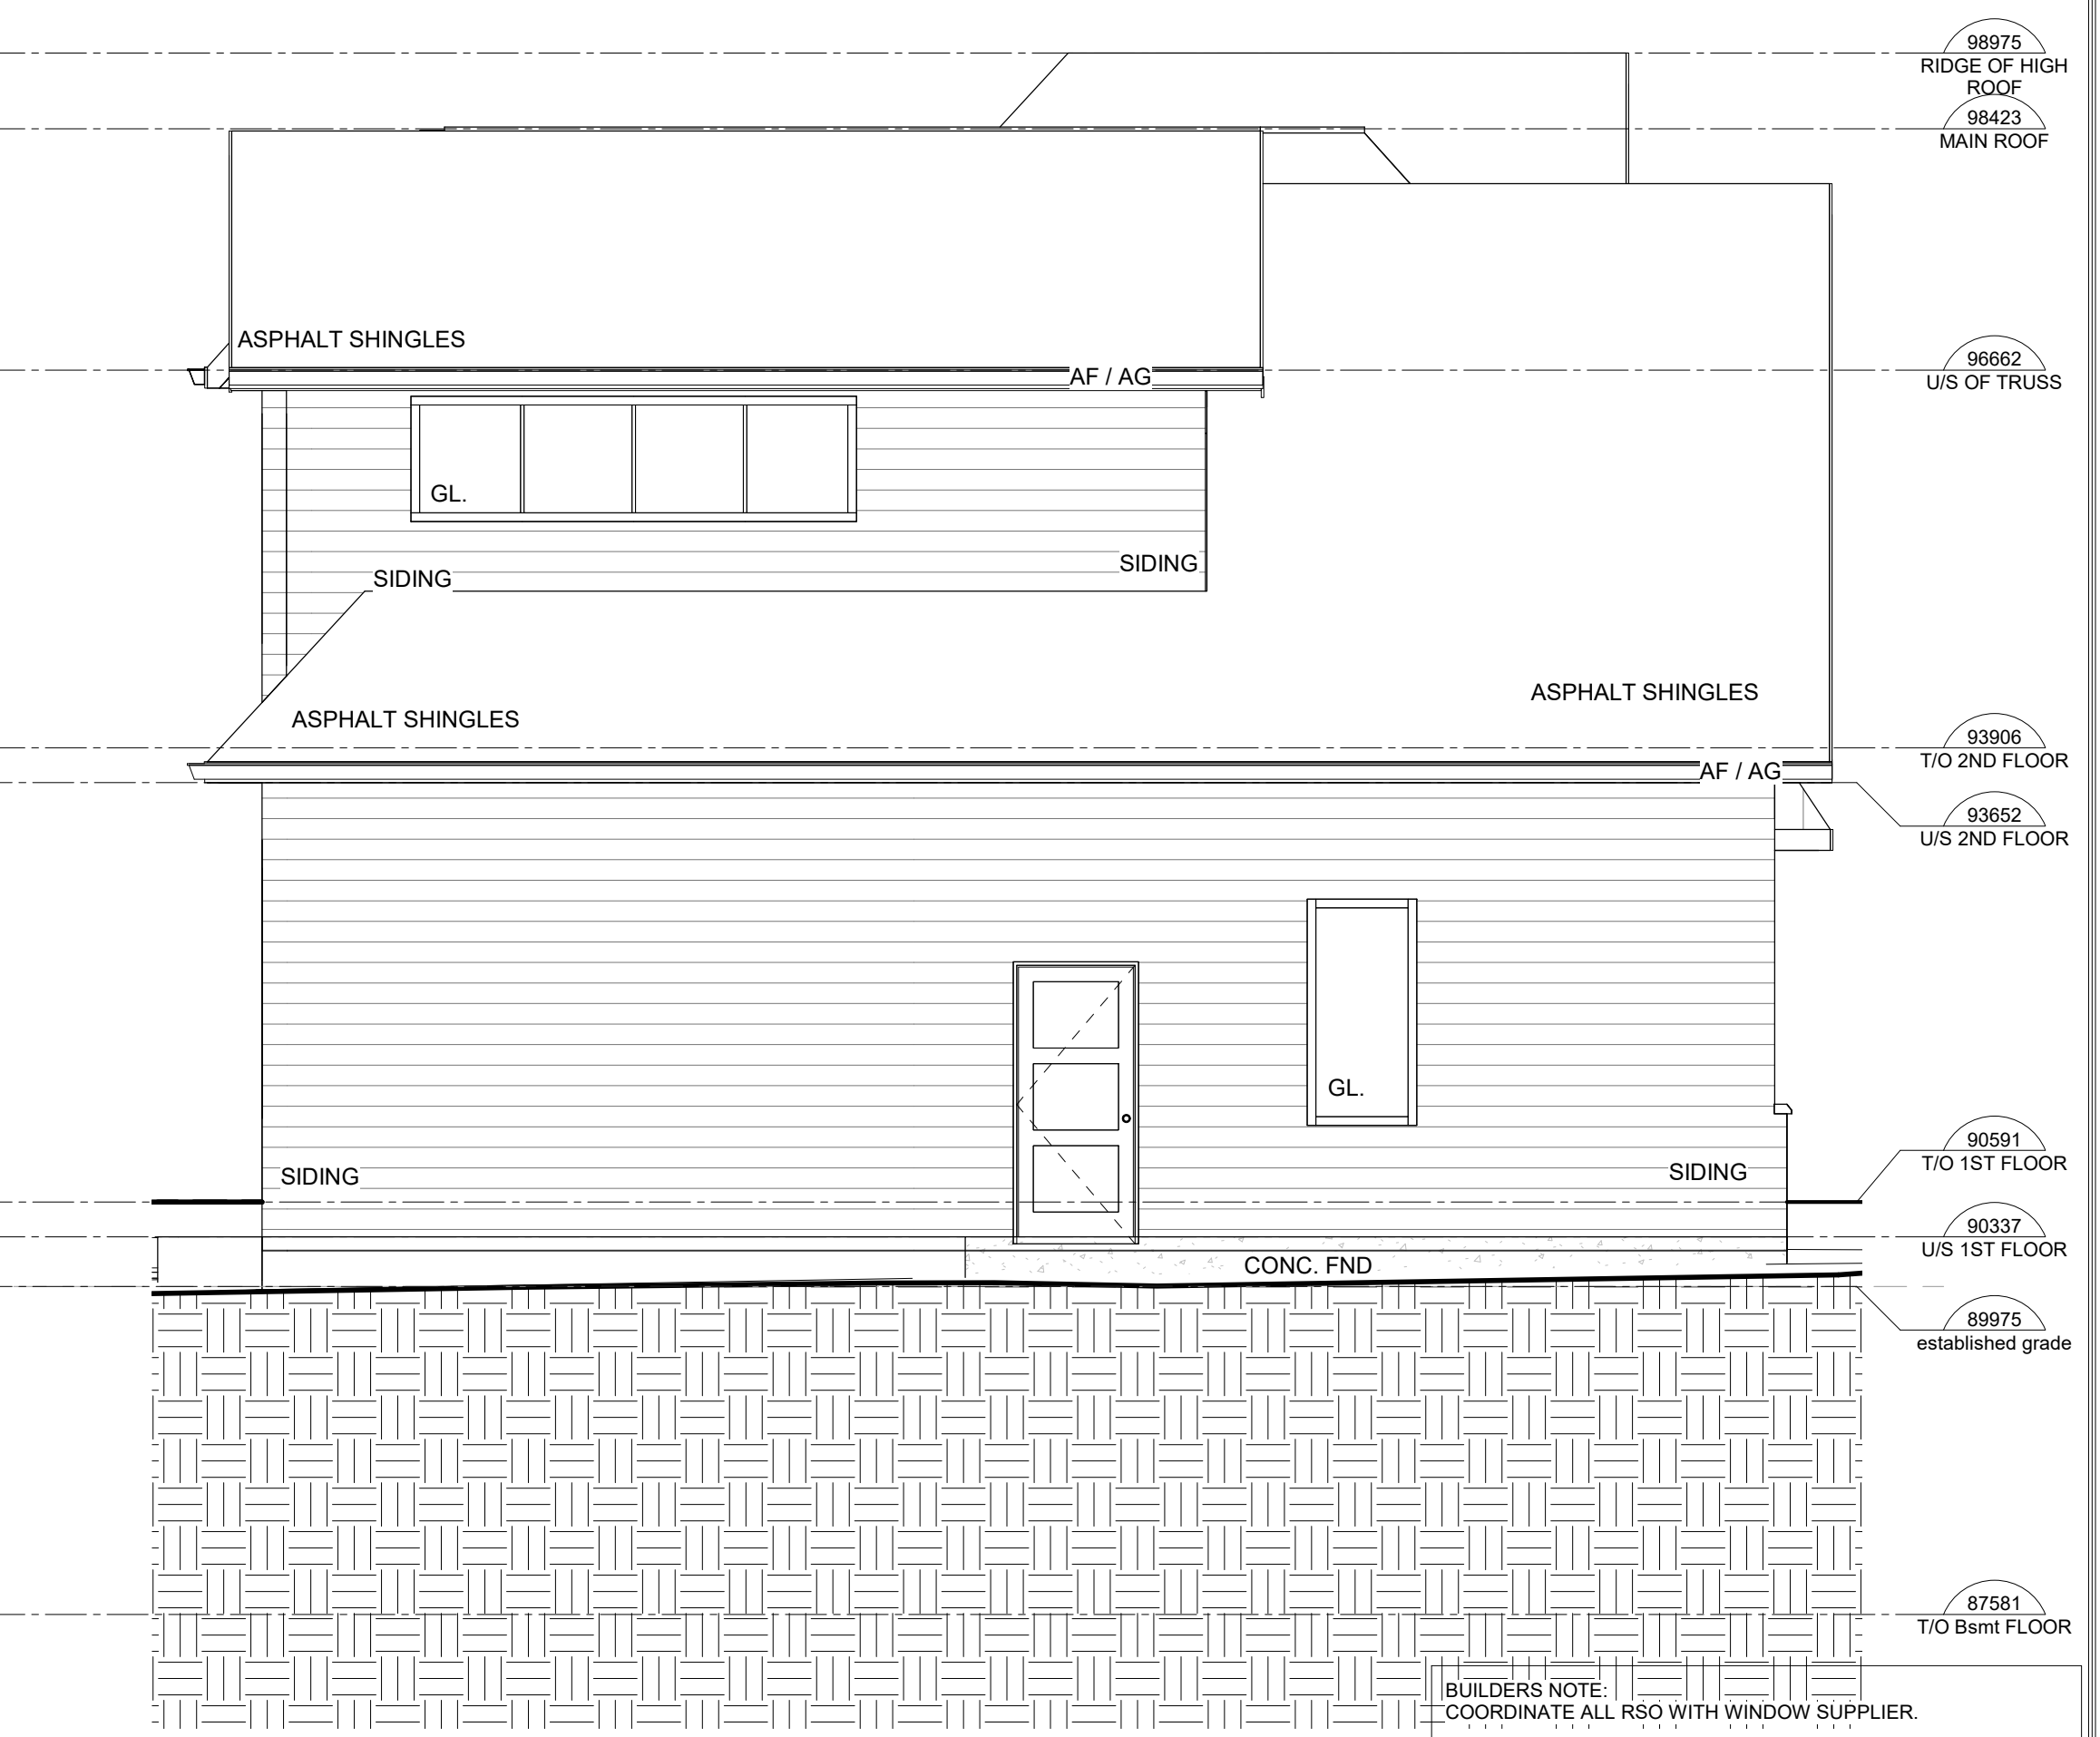 98975
RIDGE OF HIGH
ROOF
98423
MAIN ROOF
ASPHALT SHINGLES
AF / AG
96662
U/S OF TRUSS
GL.
SIDING
SIDING
ASPHALT SHINGLES
ASPHALT SHINGLES
93906
T/O 2ND FLOOR
AF / AG
93652
U/S 2ND FLOOR
GL.
SIDING
SIDING
90591
T/O 1ST FLOOR
90337
U/S 1ST FLOOR
CONC. FND
89975
established grade
87581
T/O Bsmt FLOOR
BUILDERS NOTE:
COORDINATE ALL RSO WITH WINDOW SUPPLIER.